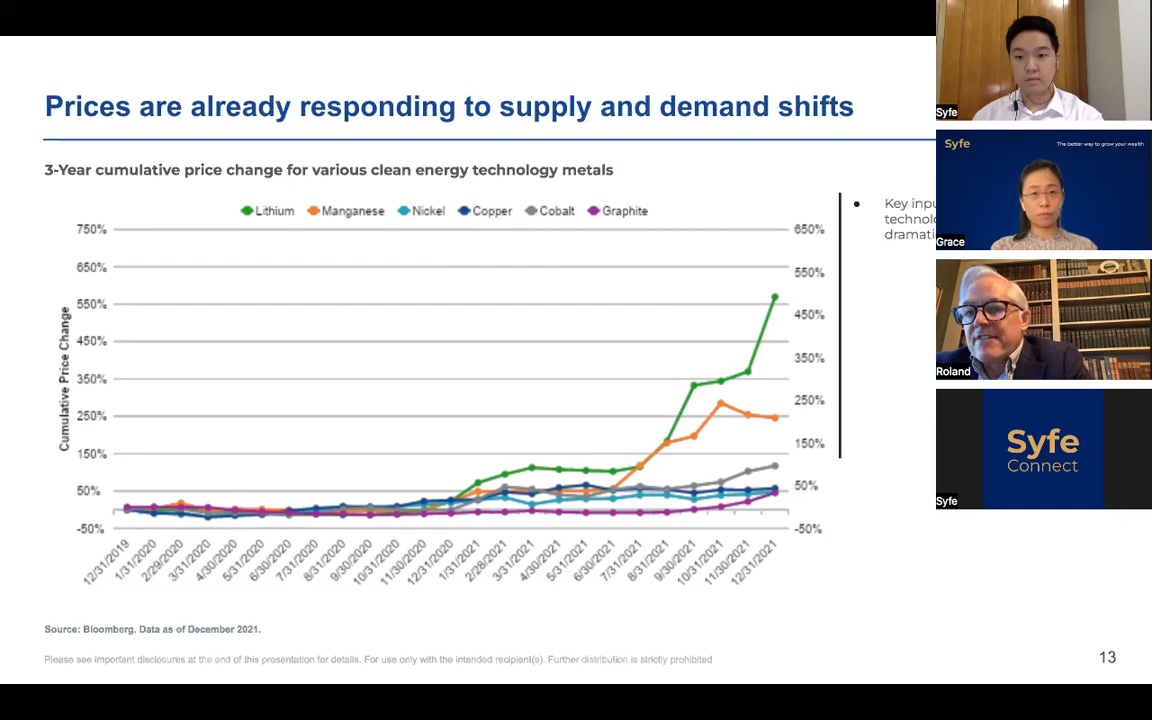 Prices are already responding to supply and demand shifts
3-Year cumulative price change for various clean energy technology metals
Lithium Manganese Nickel Copper Cobalt Graphite
Cumulative Price Change
750%
650%
550%
450%
350%
250%
150%
50%
-50%
650%
550%
450%
350%
250%
150%
50%
-50%
12/31/2019
1/31/2020
2/29/2020
3/31/2020
4/30/2020
5/31/2020
6/30/2020
7/31/2020
8/31/2020
9/30/2020
10/31/2020
11/30/2020
12/31/2020
1/31/2021
2/28/2021
3/31/2021
4/30/2021
5/31/2021
6/30/2021
7/31/2021
8/31/2021
9/30/2021
10/31/2021
11/30/2021
12/31/2021
• Key inpu
technolo
dramati
Source: Bloomberg. Data as of December 2021.
Please see important disclosures at the end of this presentation for details. For use only with the intended recipient(s). Further distribution is strictly prohibited
13
Syfe
Syfe
The better way to grow your wealth
Grace
Roland
Syfe
Connect
Syfe